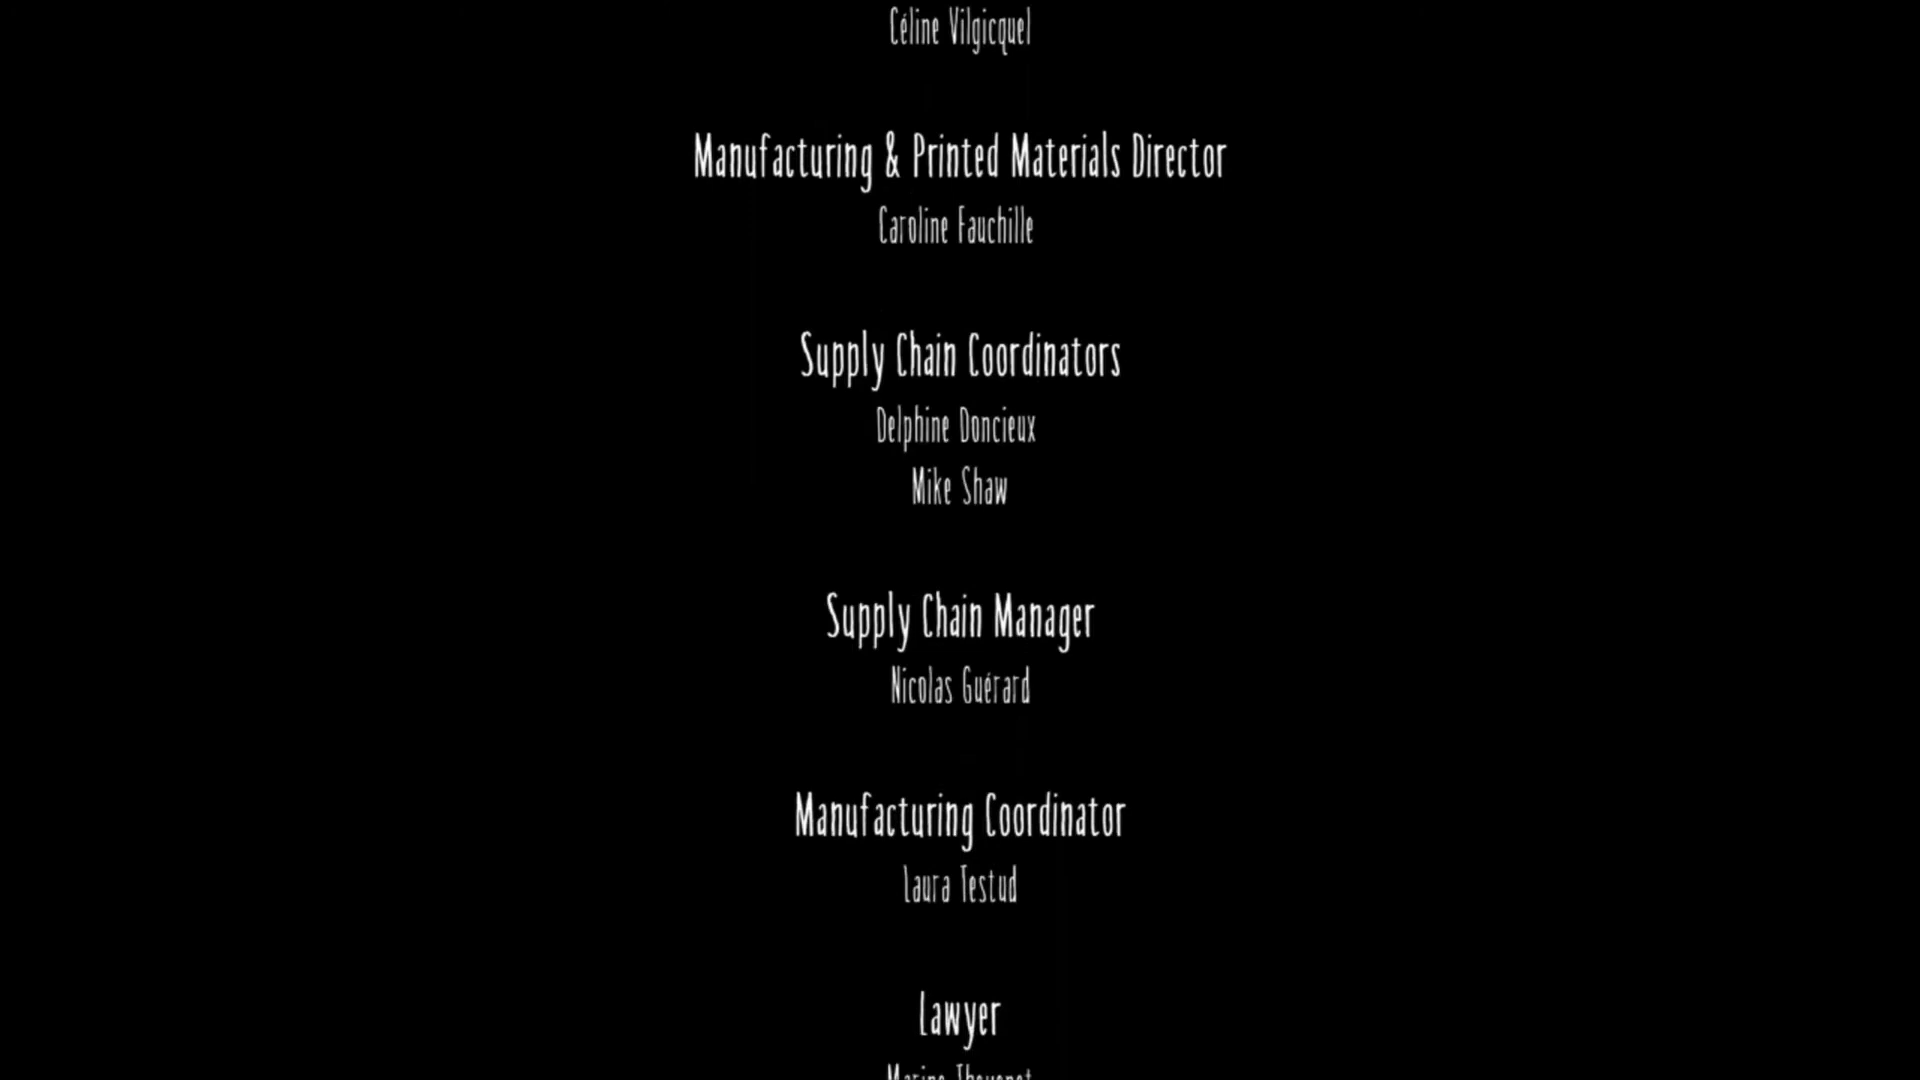 Céline Vilgicquel
Manufacturing & Printed Materials Director
Caroline Fauchille
Supply Chain Coordinators
Delphine Doncieux
Mike Shaw
Supply Chain Manager
Nicolas Guérard
Manufacturing Coordinator
Laura Testud
Lawyer